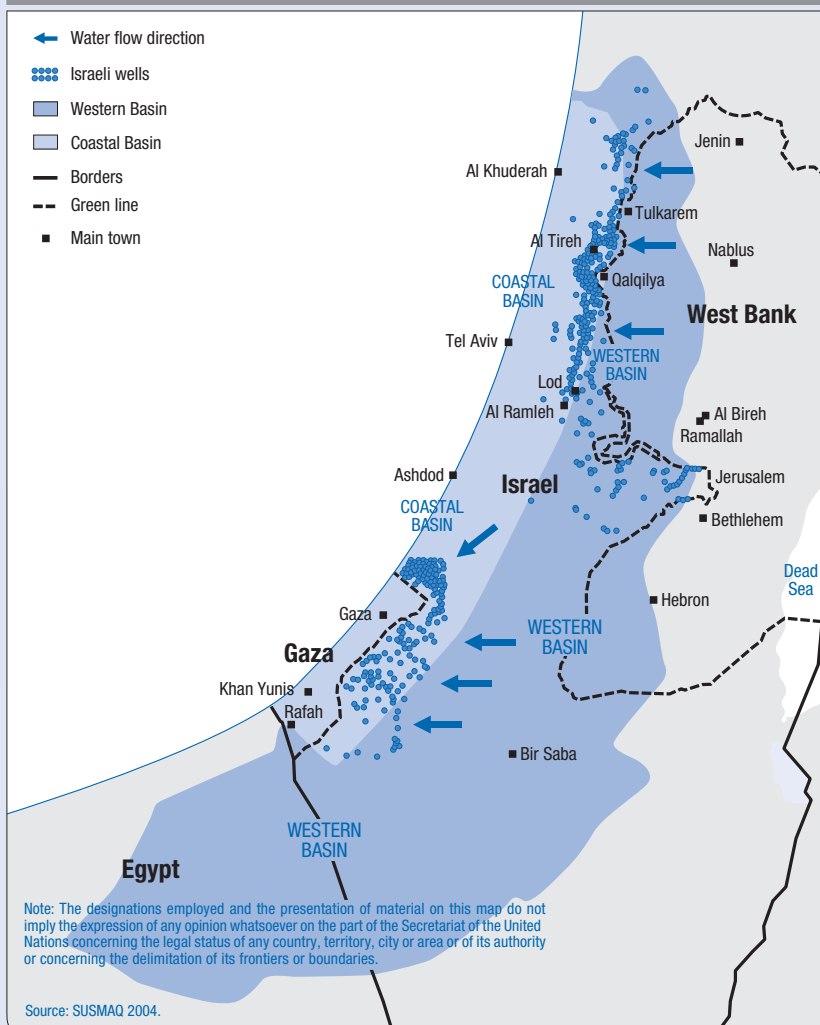 Water flow direction
Israeli wells
Western Basin
Coastal Basin
Borders
Green line
Main town
Jenin
Al Khuderah
Tulkarem
Al Tireh
Nablus
Qalqilya
COASTAL
BASIN
West Bank
Tel Aviv
WESTERN
BASIN
Lod
Al Ramleh
Al Bireh
Ramallah
Ashdod
Israel
Jerusalem
COASTAL
BASIN
Bethlehem
Dead
Sea
Hebron
Gaza
WESTERN
BASIN
Gaza
Khan Yunis
Rafah
Bir Saba
WESTERN
BASIN
Egypt
Note: The designations employed and the presentation of material on this map do not
imply the expression of any opinion whatsoever on the part of the Secretariat of the United
Nations concerning the legal status of any country, territory, city or area or of its authority
or concerning the delimitation of its frontiers or boundaries.
Source: SUSMAQ 2004.